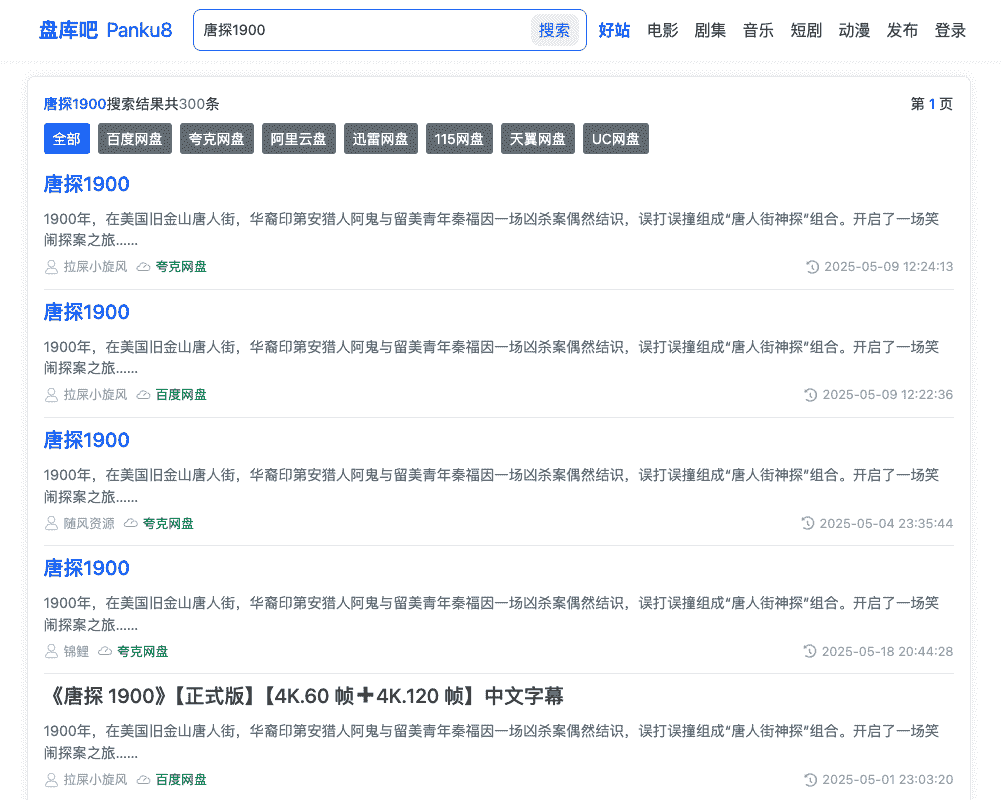 盘库吧 Panku8 唐探1900 搜索 好站 电影 剧集 音乐 短剧 动漫 发布 登录
唐探1900搜索结果共300条 第 1 页
全部 百度网盘 夸克网盘 阿里云盘 迅雷网盘 115网盘 天翼网盘 UC网盘
唐探1900
1900年，在美国旧金山唐人街，华裔印第安猎人阿鬼与留美青年秦福因一场凶杀案偶然结识，误打误撞组成“唐人街神探”组合。开启了一场笑
闹探案之旅......
拉屎小旋风 夸克网盘 2025-05-09 12:24:13
唐探1900
1900年，在美国旧金山唐人街，华裔印第安猎人阿鬼与留美青年秦福因一场凶杀案偶然结识，误打误撞组成“唐人街神探”组合。开启了一场笑
闹探案之旅......
拉屎小旋风 百度网盘 2025-05-09 12:22:36
唐探1900
1900年，在美国旧金山唐人街，华裔印第安猎人阿鬼与留美青年秦福因一场凶杀案偶然结识，误打误撞组成“唐人街神探”组合。开启了一场笑
闹探案之旅......
随风资源 夸克网盘 2025-05-04 23:35:44
唐探1900
1900年，在美国旧金山唐人街，华裔印第安猎人阿鬼与留美青年秦福因一场凶杀案偶然结识，误打误撞组成“唐人街神探”组合。开启了一场笑
闹探案之旅......
锦鲤 夸克网盘 2025-05-18 20:44:28
《唐探 1900》【正式版】【4K.60 帧➕4K.120 帧】中文字幕
1900年，在美国旧金山唐人街，华裔印第安猎人阿鬼与留美青年秦福因一场凶杀案偶然结识，误打误撞组成“唐人街神探”组合。开启了一场笑
闹探案之旅......
拉屎小旋风 百度网盘 2025-05-01 23:03:20